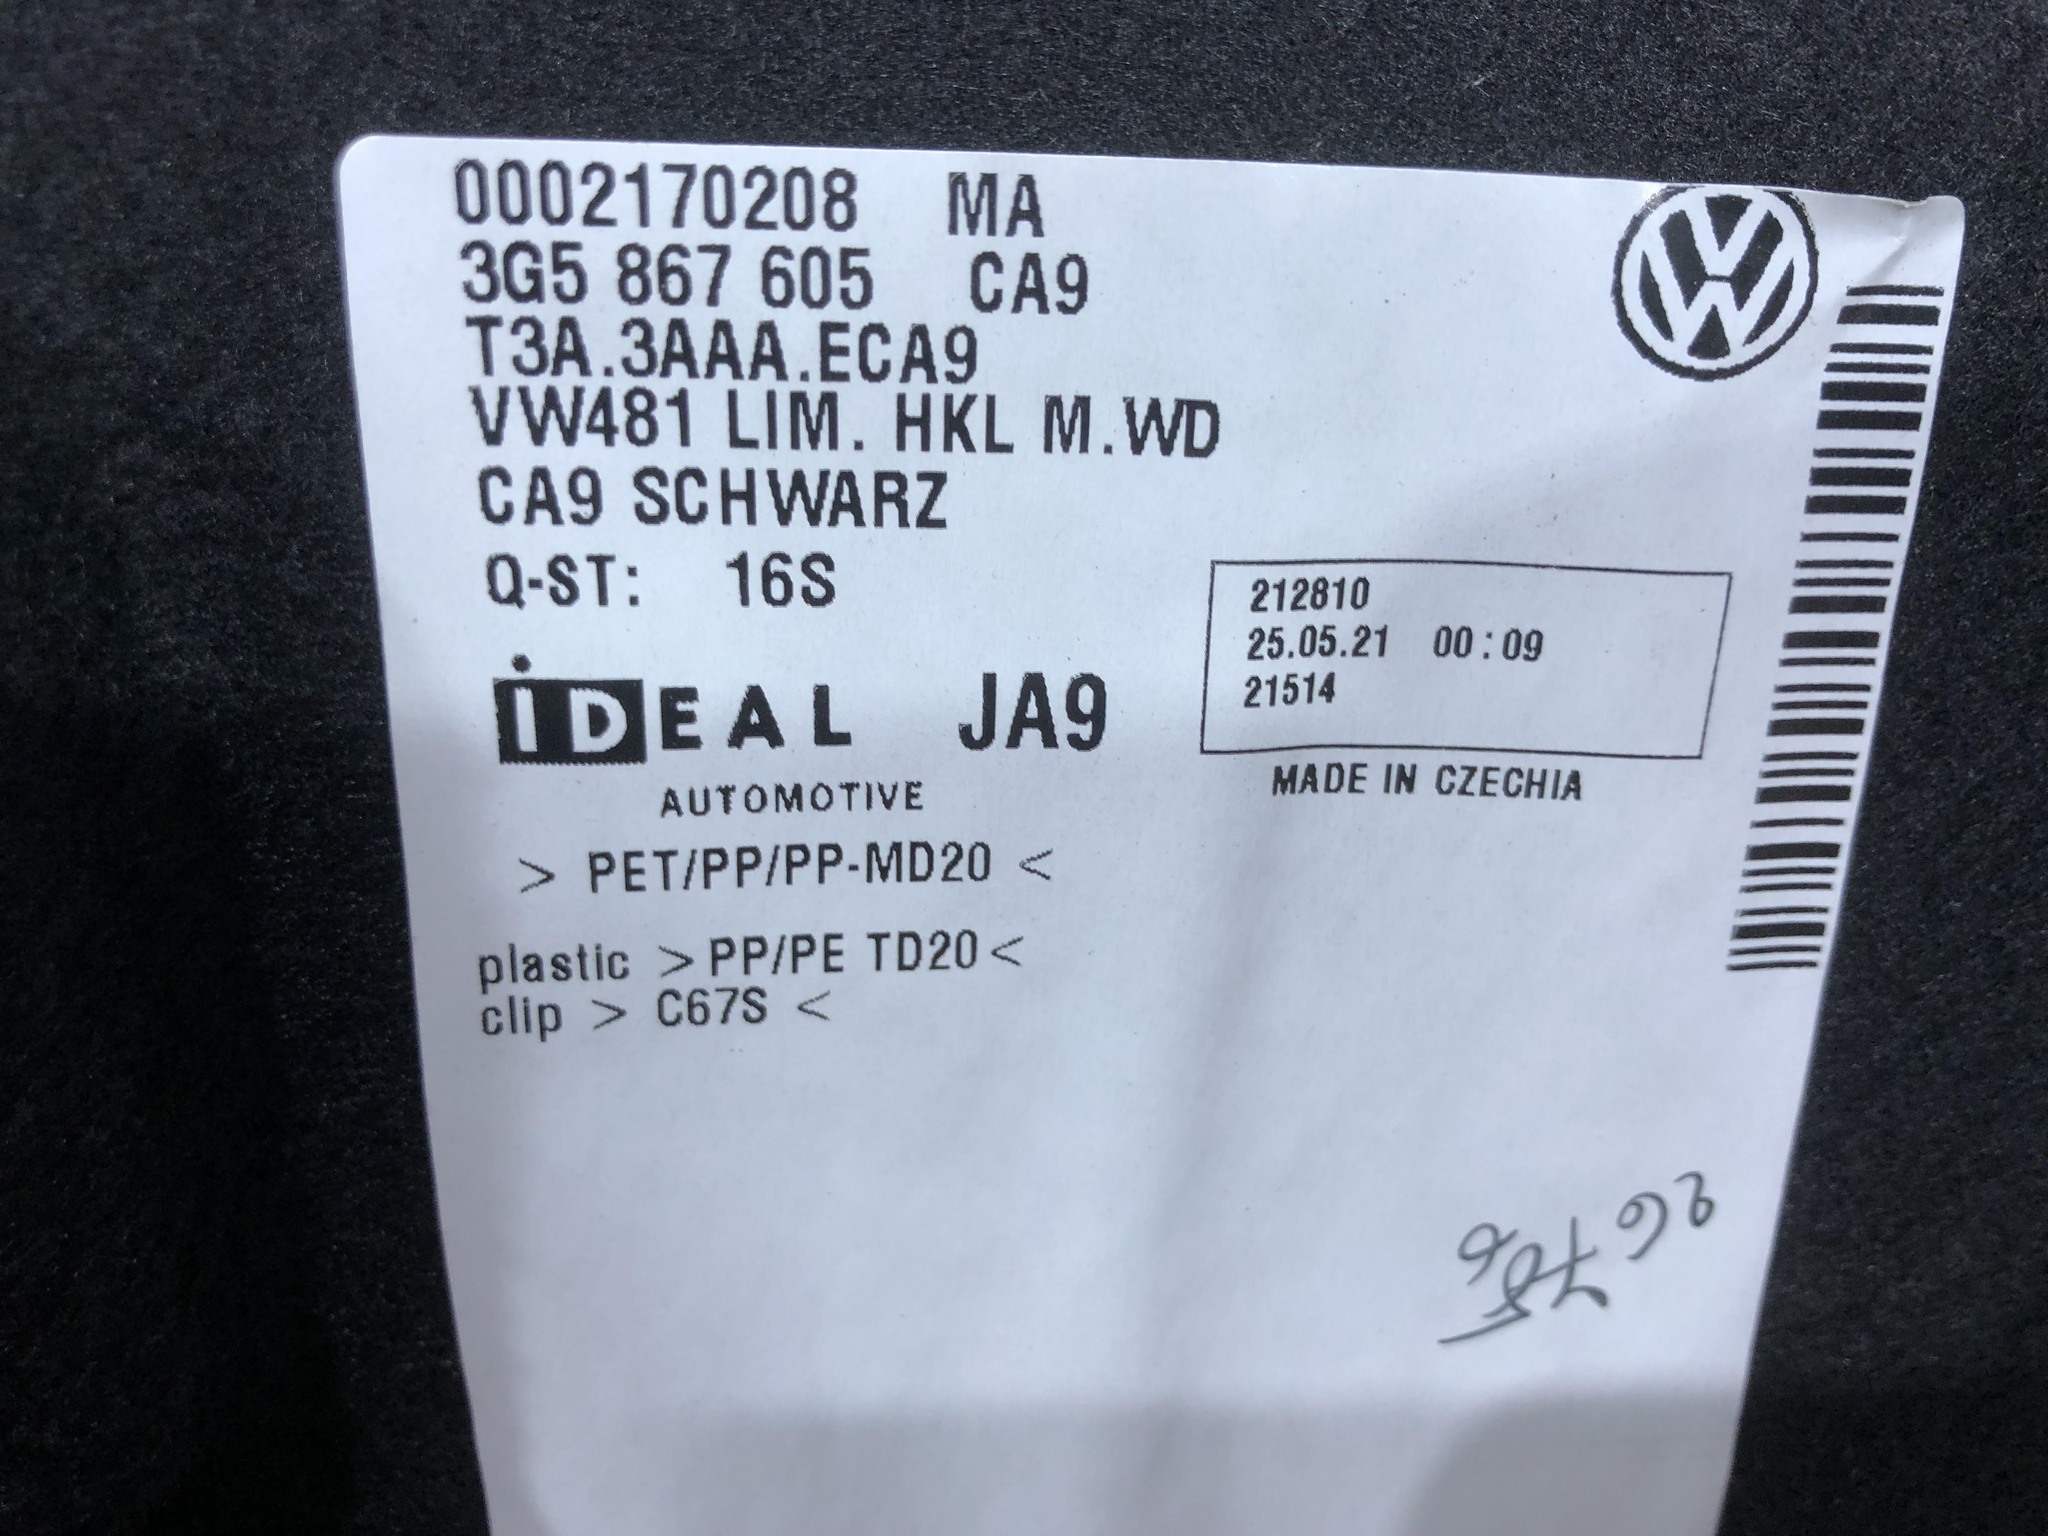 0002170208 MA
3G5 867 605 CA9
T3A.3AAA.ECA9
VW481 LIM. HKL M.WD
CA9 SCHWARZ
Q-ST: 16S
212810
25.05.21 00:09
21514
MADE IN CZECHIA
iDEAL JA9
AUTOMOTIVE
> PET/PP/PP-MD20 <
plastic >PP/PE TD20<
clip > C67S <